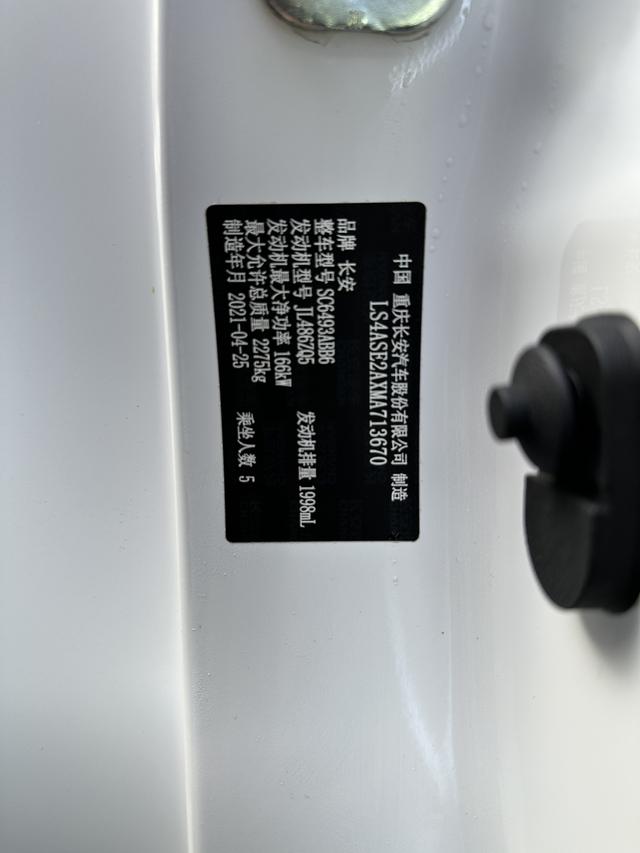 中国 重庆长安汽车股份有限公司 制造
LS4ASE2AXMA713670
品牌 长安
整车型号 SC6493ABB6
发动机型号 JL486ZQ5 发动机排量 1998mL
发动机最大净功率 166kW
最大允许总质量 2275kg
制造年月 2021-04-25 乘坐人数 5